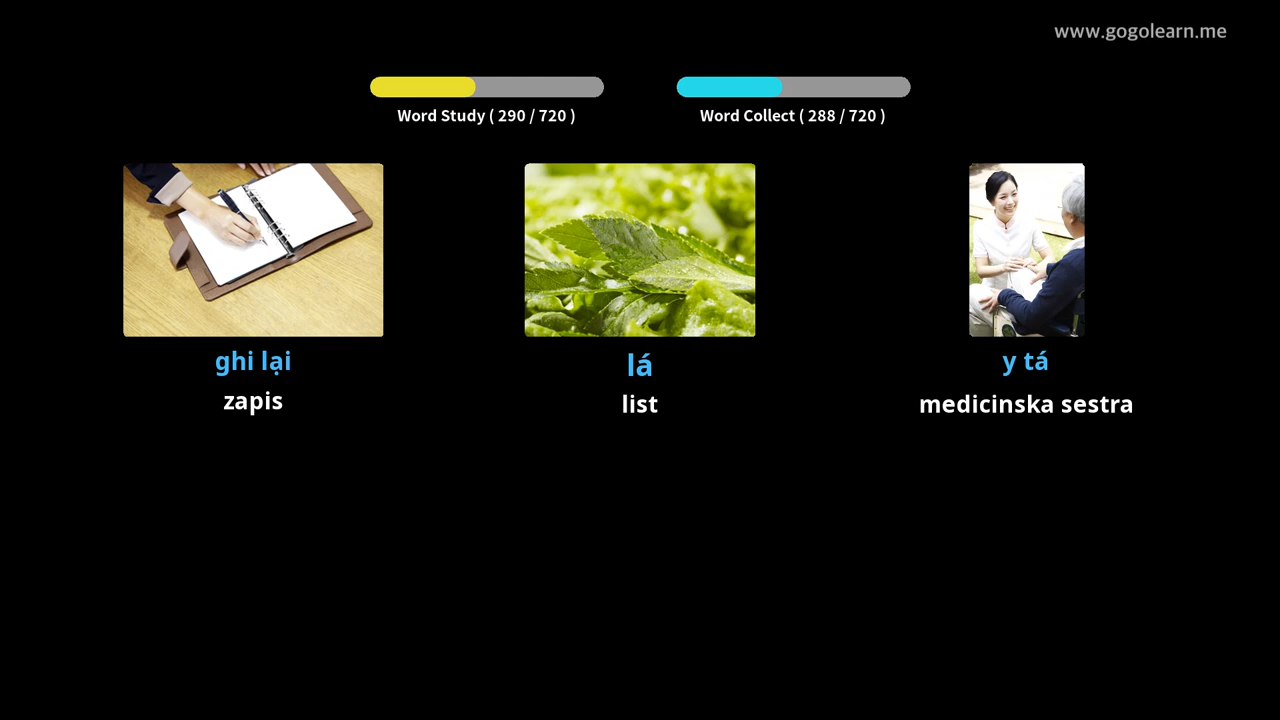 www.gogolearn.me
Word Study ( 290 / 720 )
Word Collect ( 288 / 720 )
ghi lại
lá
y tá
zapis
list
medicinska sestra